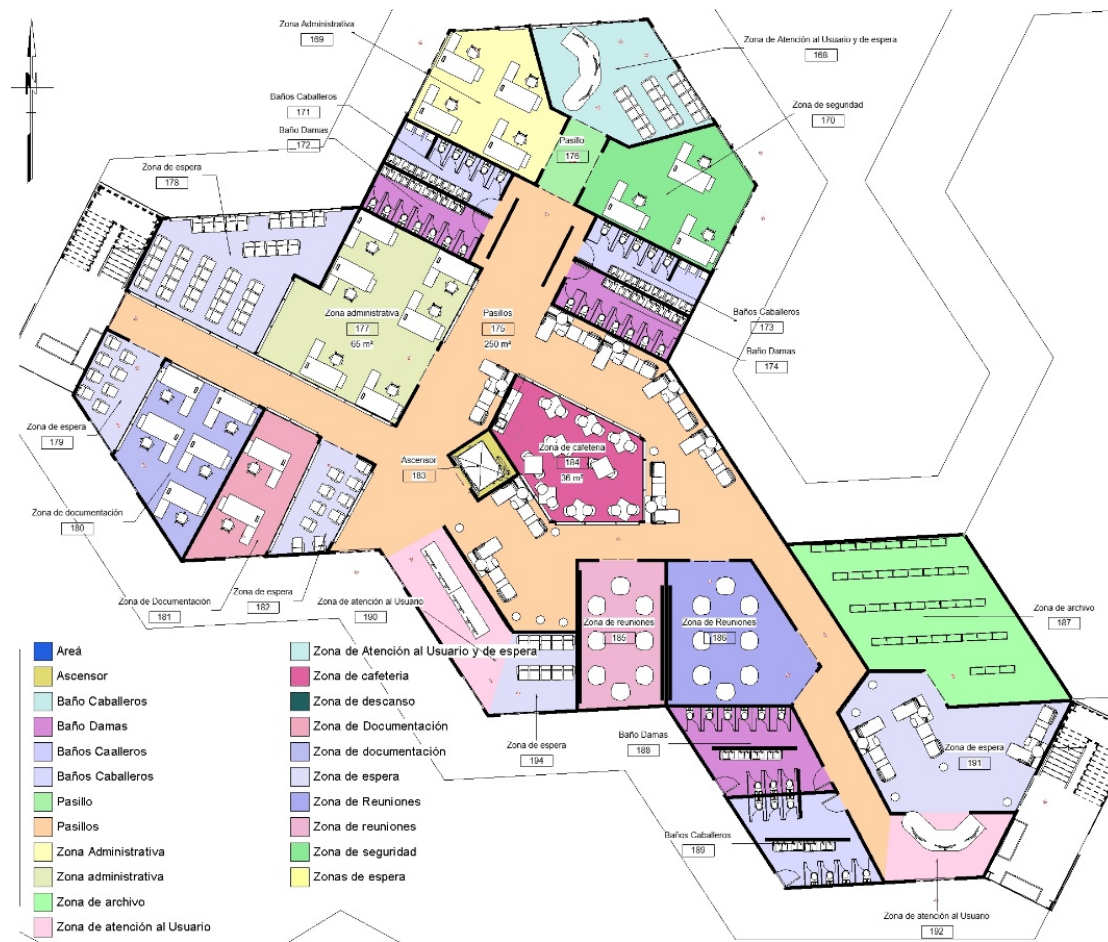 Zona Administrativa
169
Zona de Atención al Usuario y de espera
168
Baños Caballeros
171
Zona de seguridad
170
Baño Damas
172
Pasillo
176
Zona de espera
178
Zona administrativa
177
65 m²
Pasillos
175
250 m²
Baños Caballeros
173
Baño Damas
174
Zona de espera
179
Ascensor
183
Zona de cafeteria
184
36 m²
Zona de documentación
180
Zona de Documentación
181
Zona de espera
182
Zona de atención al Usuario
190
Zona de reuniones
185
Zona de Reuniones
186
Zona de archivo
187
Zona de espera
194
Baño Damas
188
Zona de espera
191
Baños Caballeros
189
Zona de atención al Usuario
192
Areá
Ascensor
Baño Caballeros
Baño Damas
Baños Caalleros
Baños Caballeros
Pasillo
Pasillos
Zona Administrativa
Zona administrativa
Zona de archivo
Zona de atención al Usuario
Zona de Atención al Usuario y de espera
Zona de cafeteria
Zona de descanso
Zona de Documentación
Zona de documentación
Zona de espera
Zona de Reuniones
Zona de reuniones
Zona de seguridad
Zonas de espera